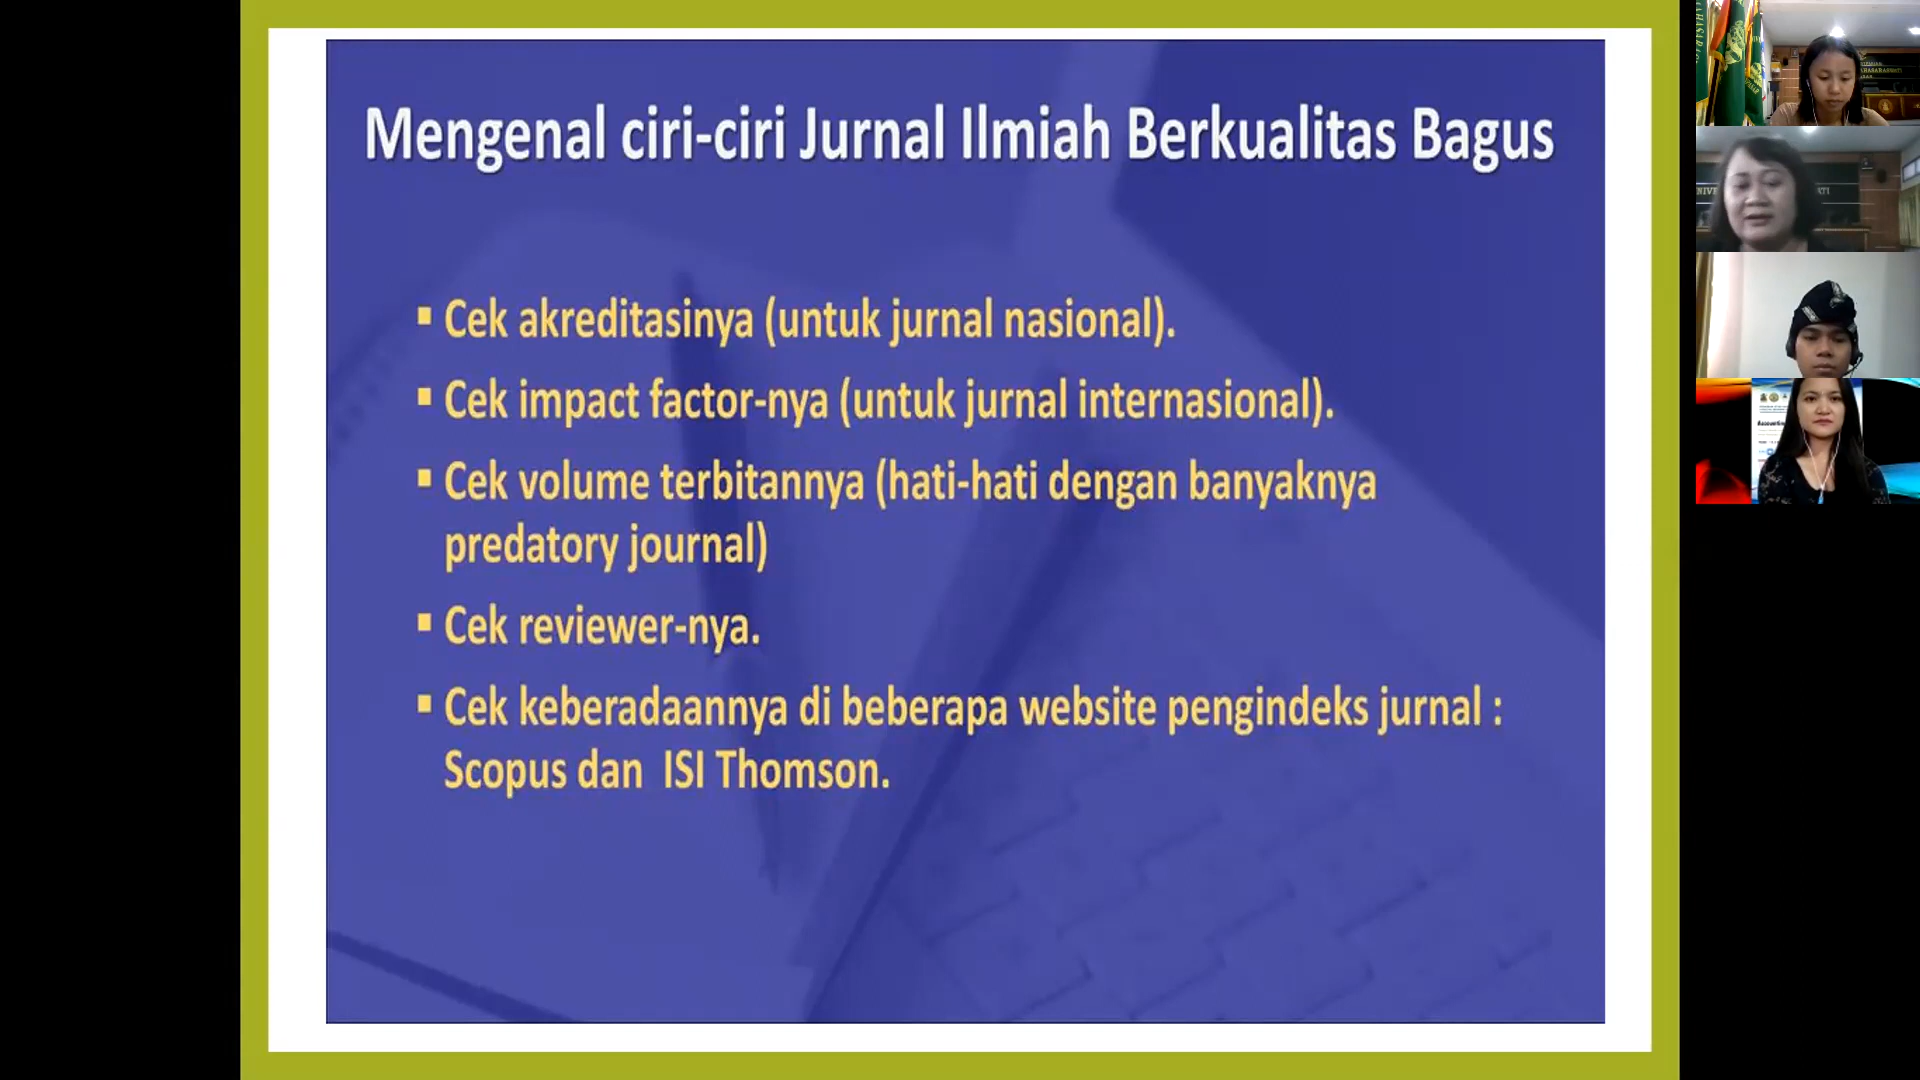 Mengenal ciri-ciri Jurnal Ilmiah Berkualitas Bagus
▪ Cek akreditasinya (untuk jurnal nasional).
▪ Cek impact factor-nya (untuk jurnal internasional).
▪ Cek volume terbitannya (hati-hati dengan banyaknya
predatory journal)
▪ Cek reviewer-nya.
▪ Cek keberadaannya di beberapa website pengindeks jurnal :
Scopus dan ISI Thomson.